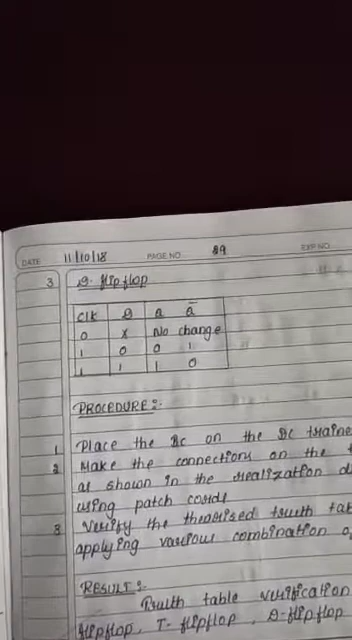 DATE 11/10/18 PAGE NO. 89 EXP NO.
3 D- flipflop
Clk D Q Q̄
0 X No change
1 0 0 1
1 1 1 0
PROCEDURE :-
1 Place the Ic on the Ic traine
2 Make the connections on the
as shown in the realization d
using patch cords
3 Verify the theorised truth tab
applying various combination o
RESULT :-
Truth table verification
flipflop, T- flipflop, D-flipflop